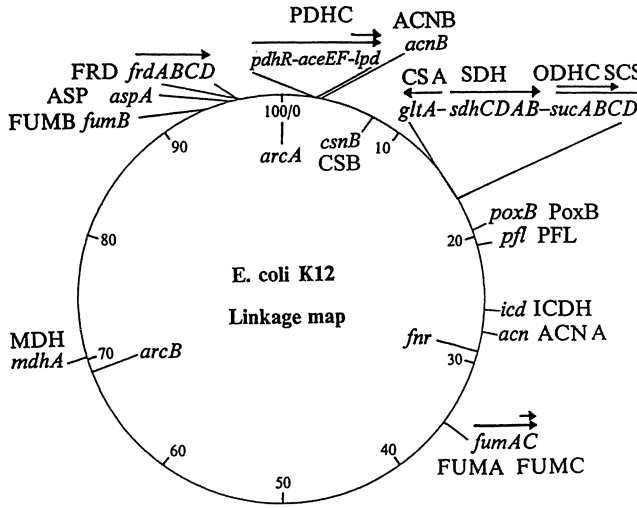 PDHC ACNB
pdhR-aceEF-lpd acnB
FRD frdABCD
ASP aspA
FUMB fumB
CSA SDH ODHC SCS
gltA-sdhCDAB-sucABCD
100/0
arcA
csnB
CSB
10
90
poxB PoxB
20 pfl PFL
80
E. coli K12
Linkage map
icd ICDH
acn ACNA
fnr
30
MDH
mdhA 70 arcB
fumAC
FUMA FUMC
60
50
40